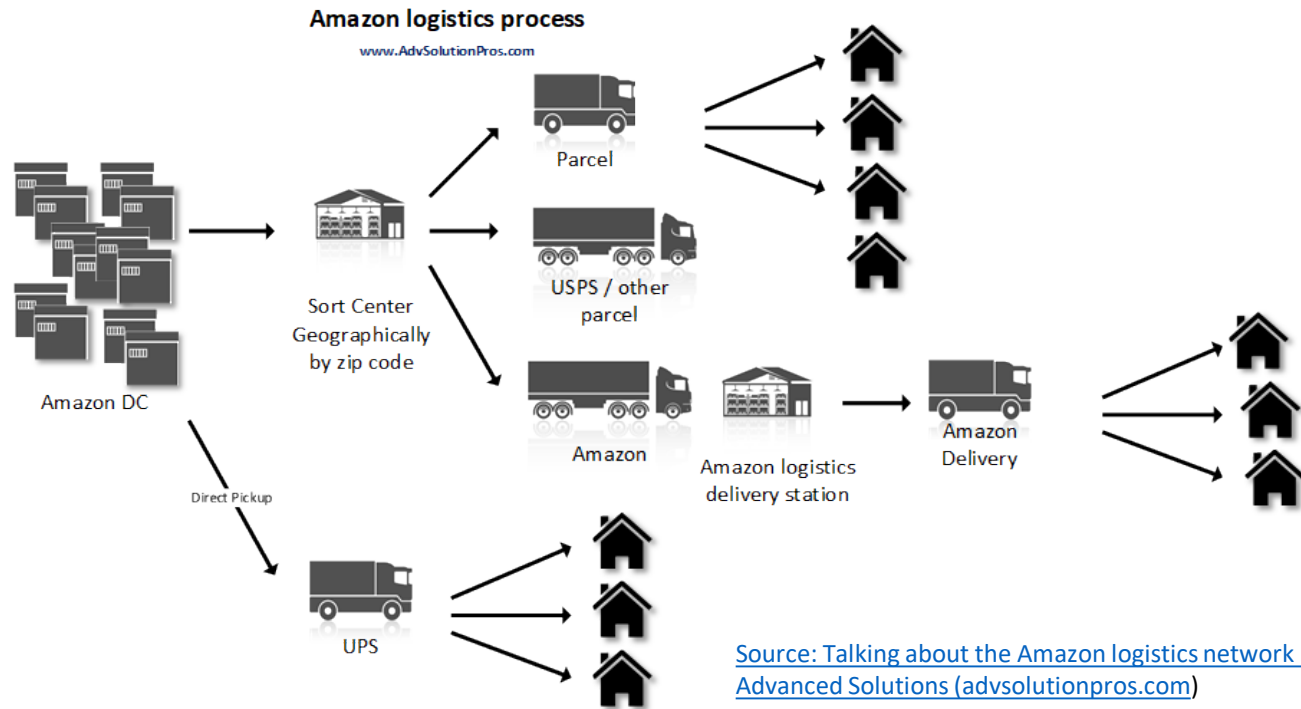 Amazon logistics process
www.AdvSolutionPros.com
Parcel
USPS / other
parcel
Sort Center
Geographically
by zip code
Amazon DC
Amazon
Amazon logistics
delivery station
Amazon
Delivery
Direct Pickup
UPS
Source: Talking about the Amazon logistics network
Advanced Solutions (advsolutionpros.com)